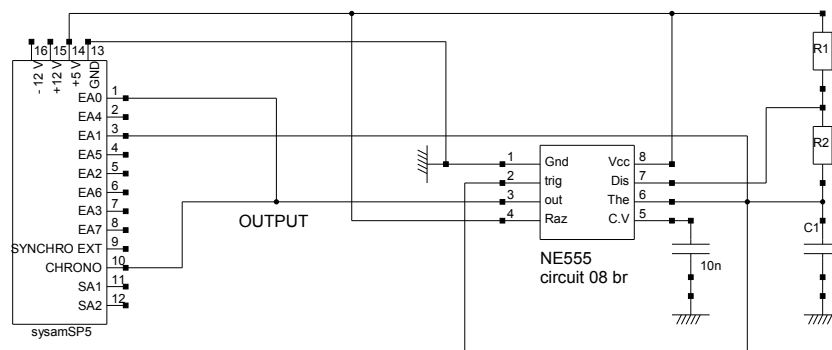 16
15
14
13
- 12 V
+12 V
+5 V
GND
EA0 1
EA4 2
EA1 3
EA5 4
EA2 5
EA6 6
EA3 7
EA7 8
SYNCHRO EXT 9
CHRONO 10
SA1 11
SA2 12
sysamSP5
OUTPUT
1 Gnd Vcc 8
2 trig Dis 7
3 out The 6
4 Raz C.V 5
NE555
circuit 08 br
10n
R1
R2
C1